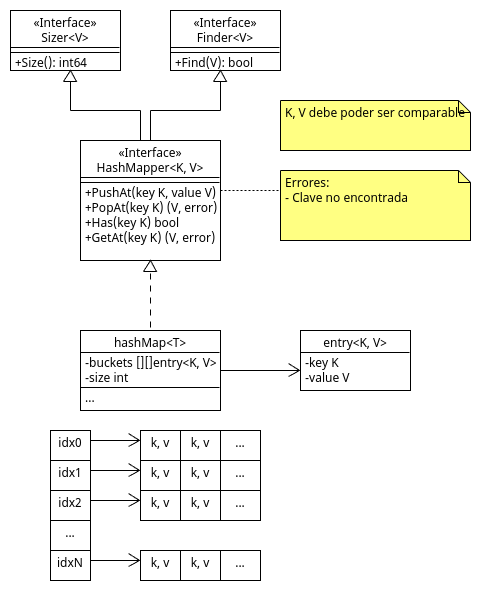 «Interface»
Sizer<V>
+Size(): int64
«Interface»
Finder<V>
+Find(V): bool
K, V debe poder ser comparable
«Interface»
HashMapper<K, V>
+PushAt(key K, value V)
+PopAt(key K) (V, error)
+Has(key K) bool
+GetAt(key K) (V, error)
Errores:
- Clave no encontrada
hashMap<T>
-buckets [][]entry<K, V>
-size int
...
entry<K, V>
-key K
-value V
idx0
k, v
k, v
...
idx1
k, v
k, v
...
idx2
k, v
k, v
...
...
idxN
k, v
k, v
...